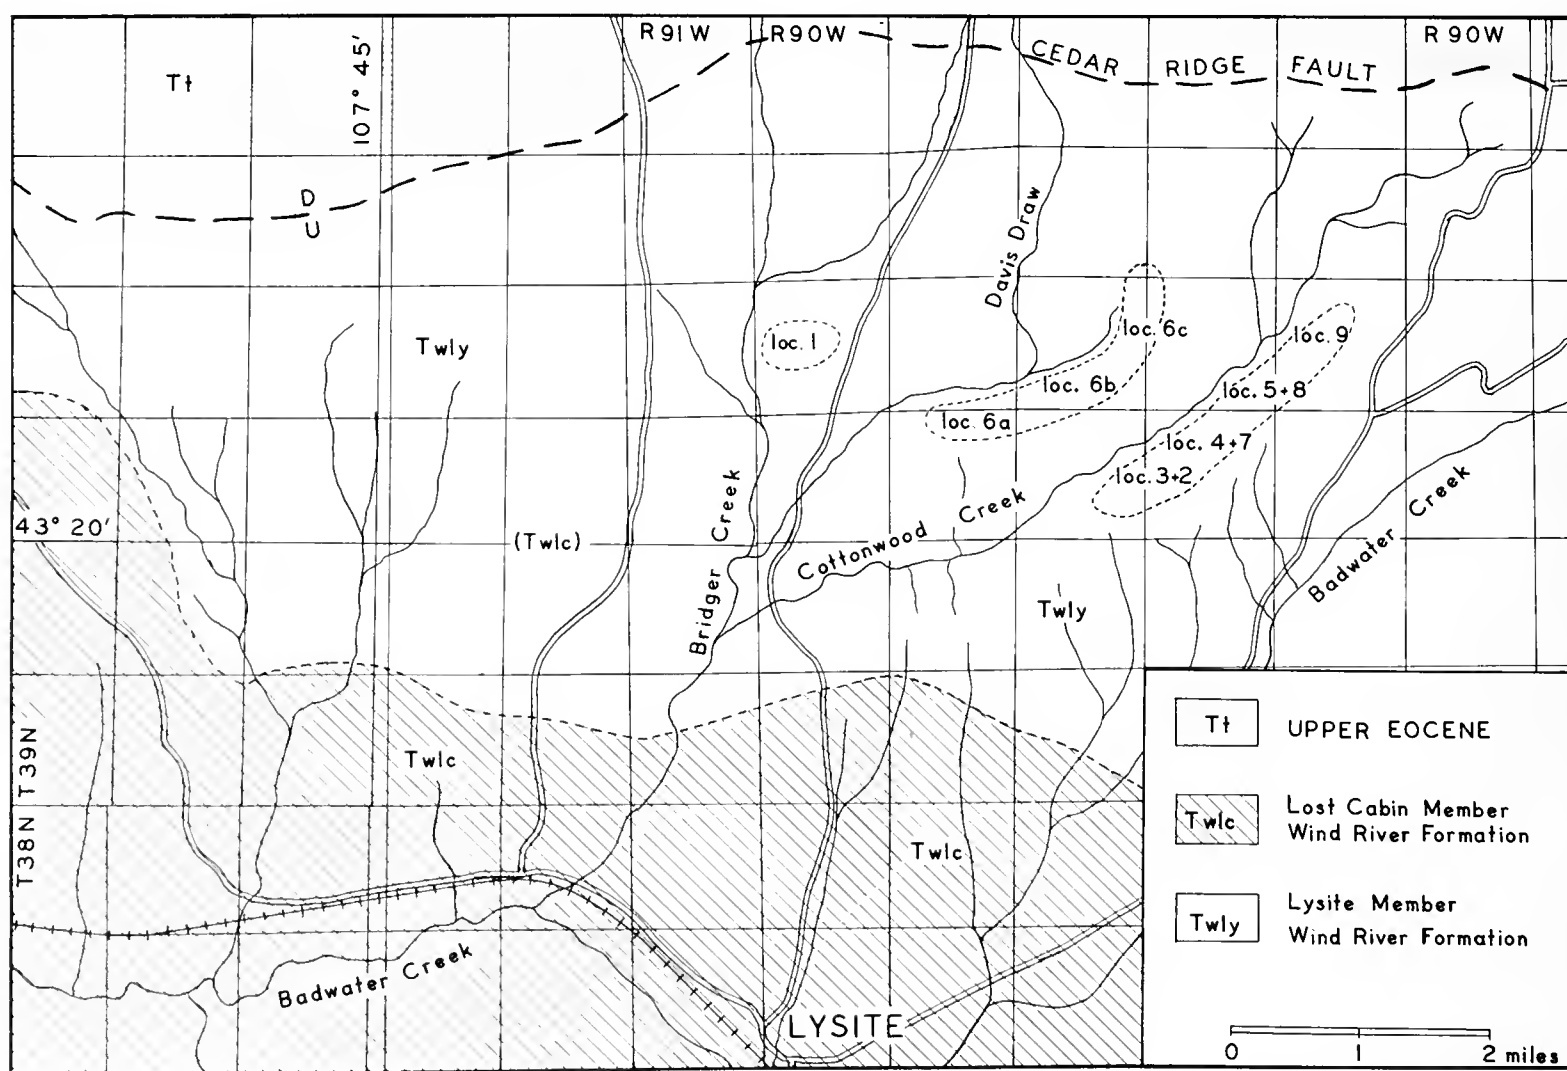 R91W
R90W
R 90W
CEDAR RIDGE FAULT
Tt
107° 45′
D
U
Davis Draw
loc. 1
loc. 6c
loc. 9
Twly
loc. 6b
loc. 5+8
loc. 6a
loc. 4+7
loc. 3+2
43° 20′
(Twlc)
Bridger Creek
Cottonwood Creek
Badwater Creek
Twly
T39N
T38N
Twlc
Twlc
Badwater Creek
LYSITE
Tt
UPPER EOCENE
Twlc
Lost Cabin Member
Wind River Formation
Twly
Lysite Member
Wind River Formation
0 1 2 miles